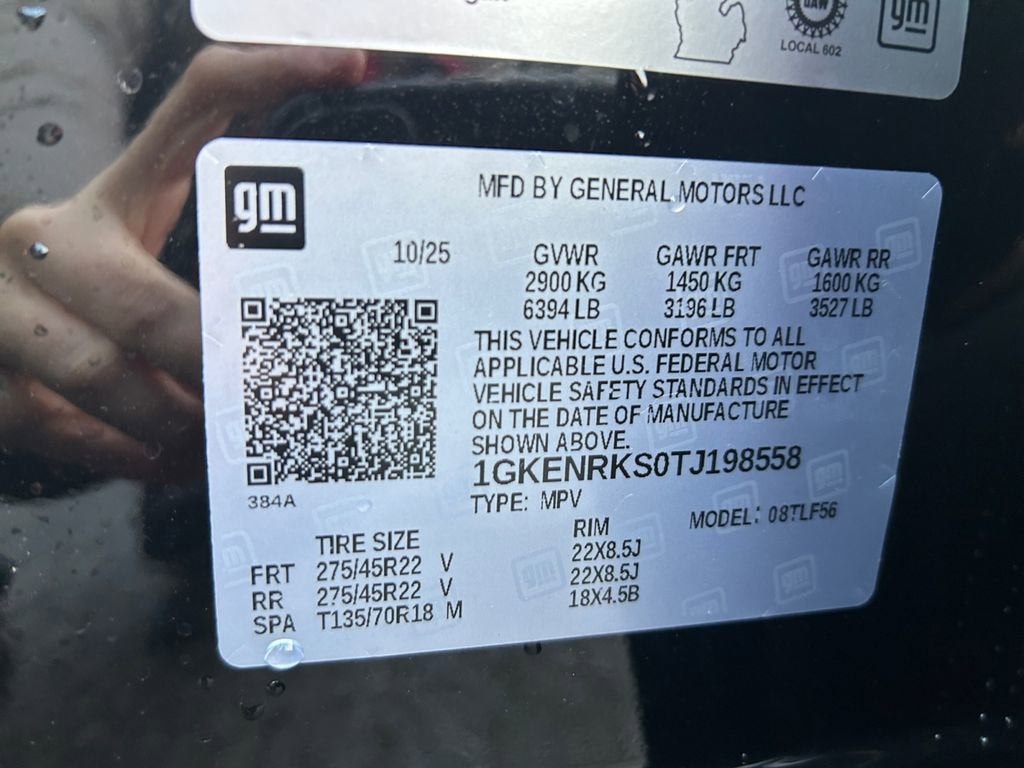 UAW
LOCAL 602
gm
gm
MFD BY GENERAL MOTORS LLC
10/25 GVWR GAWR FRT GAWR RR
2900 KG 1450 KG 1600 KG
6394 LB 3196 LB 3527 LB
THIS VEHICLE CONFORMS TO ALL
APPLICABLE U.S. FEDERAL MOTOR
VEHICLE SAFETY STANDARDS IN EFFECT
ON THE DATE OF MANUFACTURE
SHOWN ABOVE.
1GKENRKS0TJ198558
384A
TYPE: MPV MODEL: 08TLF56
TIRE SIZE RIM
FRT 275/45R22 V 22X8.5J
RR 275/45R22 V 22X8.5J
SPA T135/70R18 M 18X4.5B